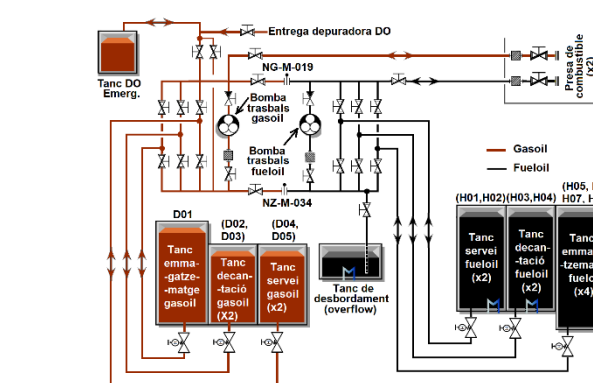 Entrega depuradora DO
NG-M-019
Tanc DO
Emerg.
Presa de
combustible
(x2)
Bomba
trasbals
gasoil
Bomba
trasbals
fueloil
Gasoil
Fueloil
NZ-M-034
D01
(D02,
D03)
(D04,
D05)
(H01,H02)
(H03,H04)
(H05,
H07,
Tanc
emma-
-gatze-
-matge
gasoil
Tanc
decan-
-tació
gasoil
(X2)
Tanc
servei
gasoil
(x2)
Tanc de
desbordament
(overflow)
Tanc
servei
fueloil
(x2)
Tanc
decan-
-tació
fueloil
(x2)
Tanc
emma
-tzema
fuelo
(x4)